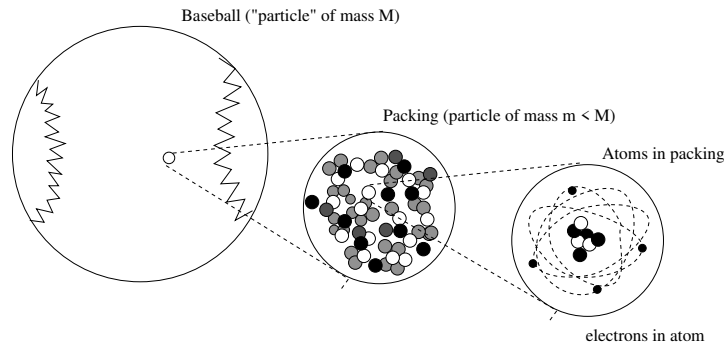 Baseball ("particle" of mass M)
Packing (particle of mass m < M)
Atoms in packing
electrons in atom